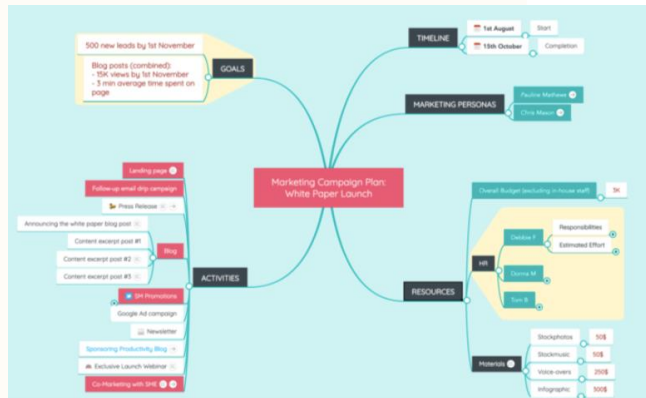 500 new leads by 1st November
Blog posts (combined):
- 15K views by 1st November
- 3 min average time spent on
page
GOALS
TIMELINE
1st August
Start
15th October
Completion
MARKETING PERSONAS
Pauline Mathews
Chris Mason
Marketing Campaign Plan:
White Paper Launch
Landing page
Follow-up email drip campaign
Press Release
Announcing the white paper blog post
Content excerpt post #1
Content excerpt post #2
Content excerpt post #3
Blog
ACTIVITIES
SM Promotions
Google Ad campaign
Newsletter
Sponsoring Productivity Blog
Exclusive Launch Webinar
Co-Marketing with SME
RESOURCES
Overall Budget (excluding in-house staff)
5K
HR
Debbie F
Responsibilities
Estimated Effort
Donna M
Tom B
Materials
Stockphotos
50$
Stockmusic
50$
Voice-overs
250$
Infographic
300$